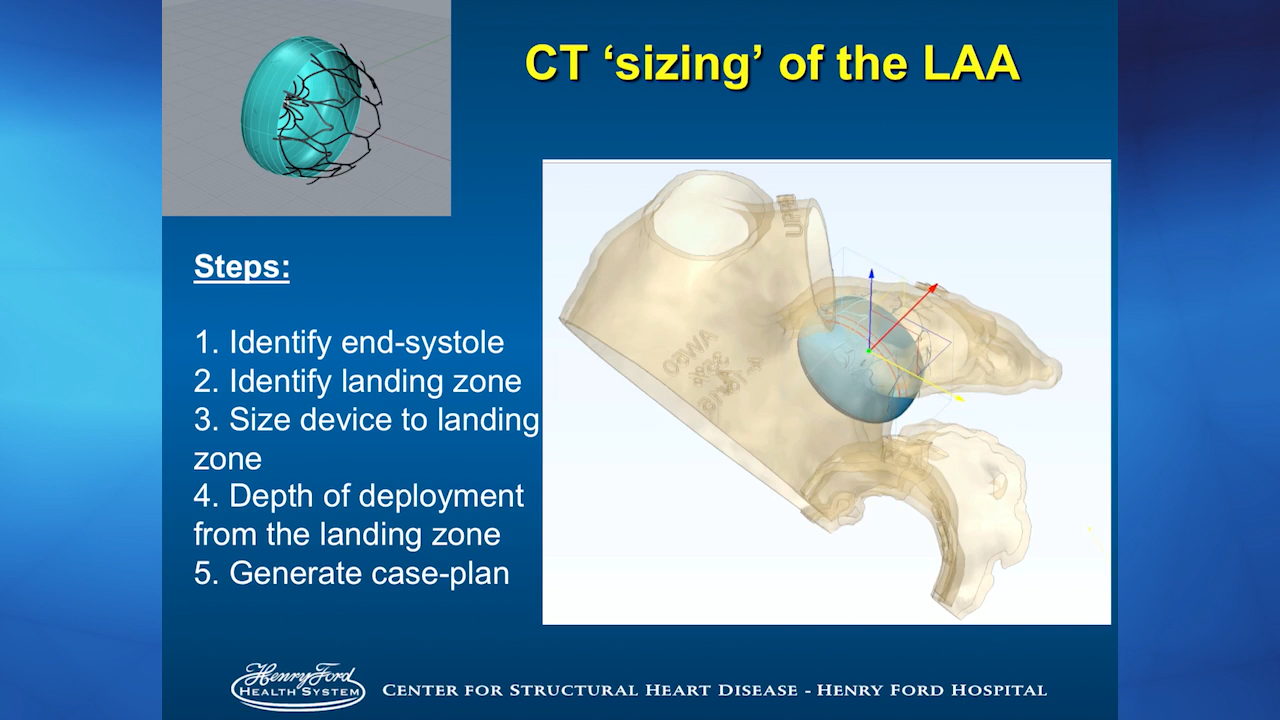 CT ‘sizing’ of the LAA
Steps:
1. Identify end-systole
2. Identify landing zone
3. Size device to landing
zone
4. Depth of deployment
from the landing zone
5. Generate case-plan
Henry Ford
HEALTH SYSTEM
CENTER FOR STRUCTURAL HEART DISEASE - HENRY FORD HOSPITAL